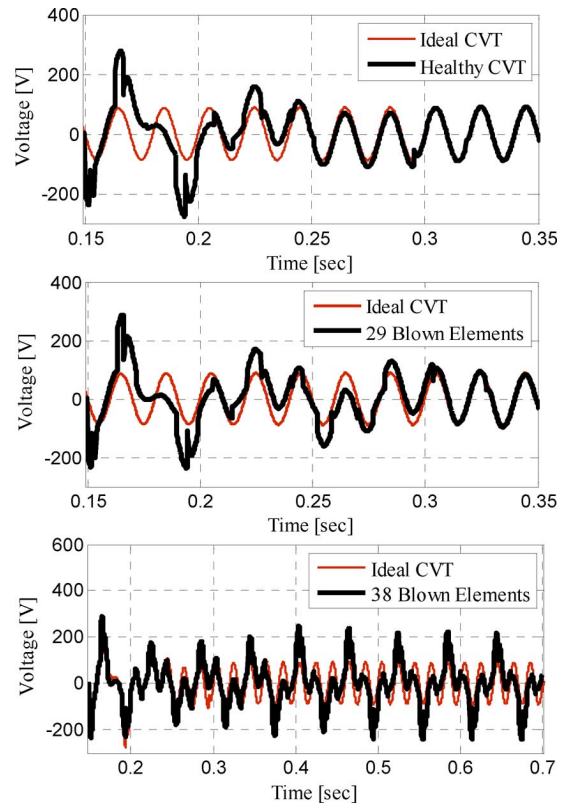 400
Ideal CVT
Healthy CVT
200
0
-200
Voltage [V]
0.15
0.2
0.25
0.3
0.35
Time [sec]
400
Ideal CVT
29 Blown Elements
200
0
-200
Voltage [V]
0.15
0.2
0.25
0.3
0.35
Time [sec]
600
Ideal CVT
38 Blown Elements
400
200
0
-200
Voltage [V]
0.2
0.3
0.4
0.5
0.6
0.7
Time [sec]